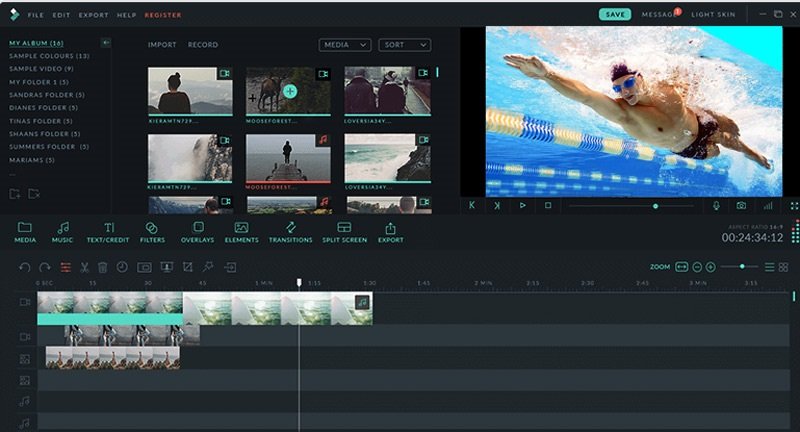 FILE EDIT EXPORT HELP REGISTER
SAVE MESSAGE 3 LIGHT SKIN
MY ALBUM (16)
SAMPLE COLOURS (13)
SAMPLE VIDEO (9)
MY FOLDER 1 (5)
SANDRAS FOLDER (5)
DIANES FOLDER (5)
TINAS FOLDER (5)
SHAANS FOLDER (5)
SUMMERS FOLDER (5)
MARIAMS (5)
...
IMPORT RECORD MEDIA SORT
KIERAWTN729... MOOSEFOREST... LOVERSIA34Y...
KIERAWTN729... MOOSEFOREST... LOVERSIA34Y...
MEDIA MUSIC TEXT/CREDIT FILTERS OVERLAYS ELEMENTS TRANSITIONS SPLIT SCREEN EXPORT
ASPECT RATIO 16:9
00:24:34:12
ZOOM
0 SEC 15 30 45 1 MIN 1:15 1:30 1:45 2 MIN 2:15 2:30 2:45 3 MIN 3:15